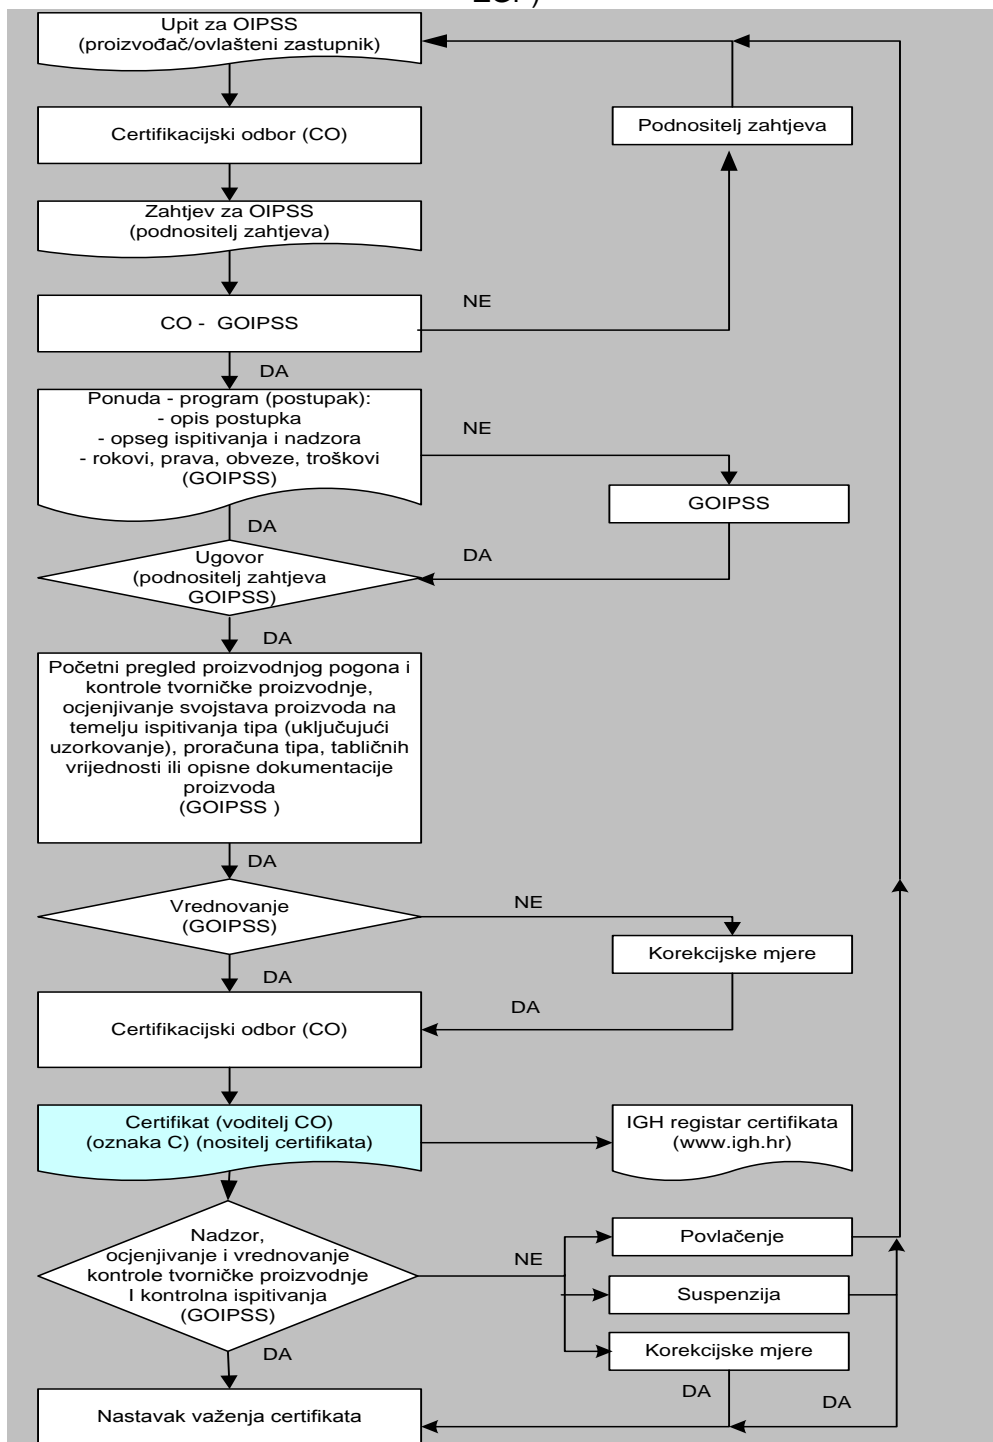 Upit za OIPSS
(proizvođač/ovlašteni zastupnik)
Certifikacijski odbor (CO)
Podnositelj zahtjeva
Zahtjev za OIPSS
(podnositelj zahtjeva)
CO - GOIPSS
NE
DA
Ponuda - program (postupak):
- opis postupka
- opseg ispitivanja i nadzora
- rokovi, prava, obveze, troškovi
(GOIPSS)
NE
GOIPSS
DA
DA
Ugovor
(podnositelj zahtjeva
GOIPSS)
DA
Početni pregled proizvodnjog pogona i
kontrole tvorničke proizvodnje,
ocjenjivanje svojstava proizvoda na
temelju ispitivanja tipa (uključujući
uzorkovanje), proračuna tipa, tabličnih
vrijednosti ili opisne dokumentacije
proizvoda
(GOIPSS )
DA
Vrednovanje
(GOIPSS)
NE
Korekcijske mjere
DA
DA
Certifikacijski odbor (CO)
Certifikat (voditelj CO)
(oznaka C) (nositelj certifikata)
IGH registar certifikata
(www.igh.hr)
Nadzor,
ocjenjivanje i vrednovanje
kontrole tvorničke proizvodnje
I kontrolna ispitivanja
(GOIPSS)
NE
Povlačenje
Suspenzija
Korekcijske mjere
DA
DA
DA
Nastavak važenja certifikata